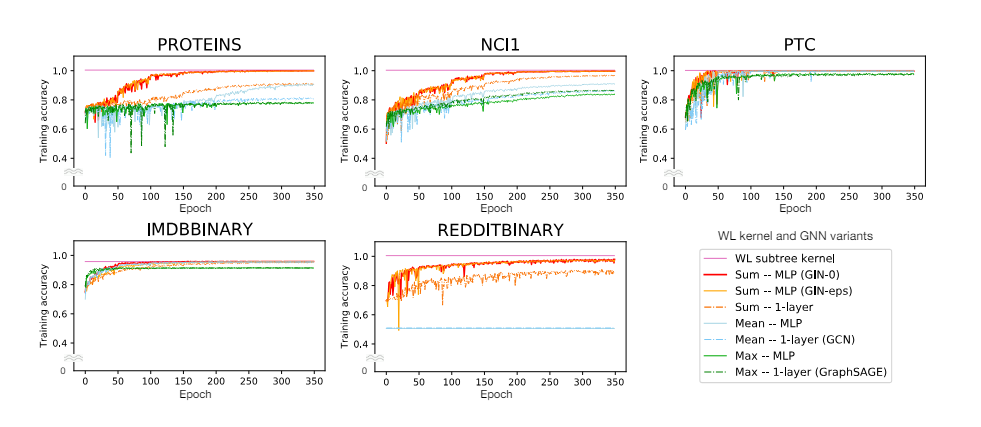 PROTEINS
Training accuracy
1.0
0.8
0.6
0.4
0
0 50 100 150 200 250 300 350
Epoch
NCI1
Training accuracy
1.0
0.8
0.6
0.4
0
0 50 100 150 200 250 300 350
Epoch
PTC
Training accuracy
1.0
0.8
0.6
0.4
0
0 50 100 150 200 250 300 350
Epoch
IMDBBINARY
Training accuracy
1.0
0.8
0.6
0.4
0
0 50 100 150 200 250 300 350
Epoch
REDDITBINARY
Training accuracy
1.0
0.8
0.6
0.4
0
0 50 100 150 200 250 300 350
Epoch
WL kernel and GNN variants
WL subtree kernel
Sum -- MLP (GIN-0)
Sum -- MLP (GIN-eps)
Sum -- 1-layer
Mean -- MLP
Mean -- 1-layer (GCN)
Max -- MLP
Max -- 1-layer (GraphSAGE)